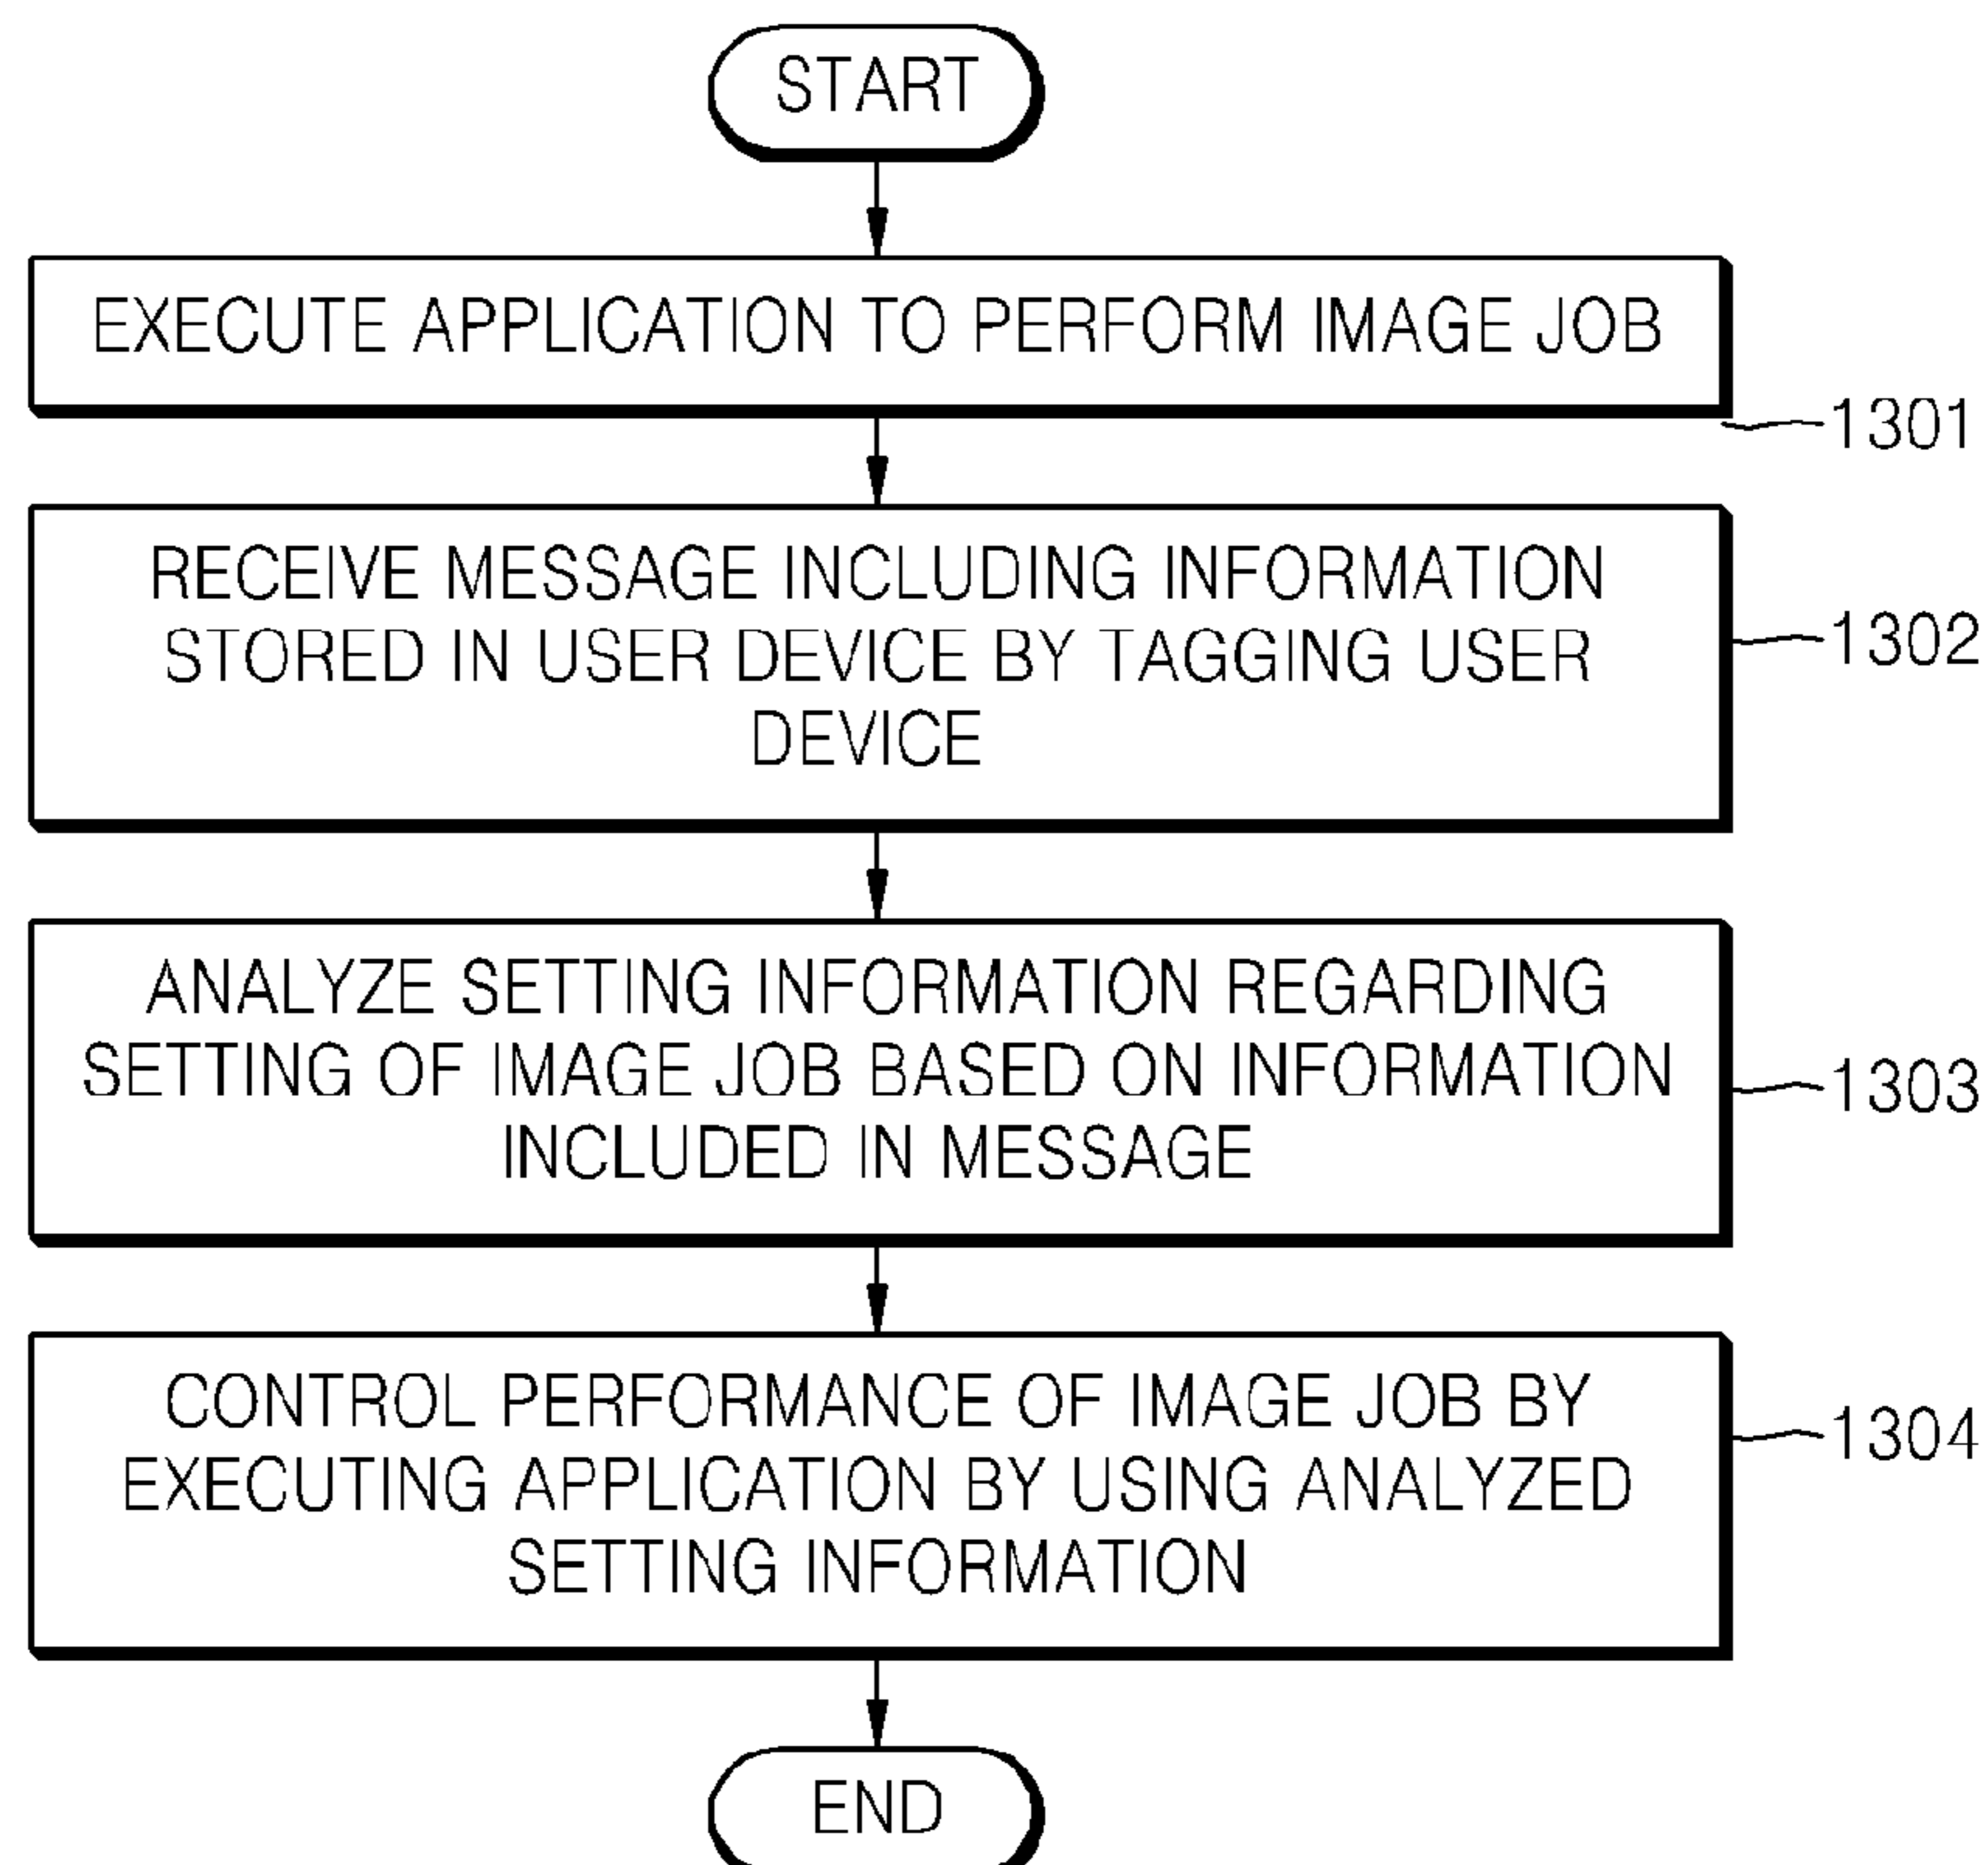 START
EXECUTE APPLICATION TO PERFORM IMAGE JOB
1301
RECEIVE MESSAGE INCLUDING INFORMATION
STORED IN USER DEVICE BY TAGGING USER
DEVICE
1302
ANALYZE SETTING INFORMATION REGARDING
SETTING OF IMAGE JOB BASED ON INFORMATION
INCLUDED IN MESSAGE
1303
CONTROL PERFORMANCE OF IMAGE JOB BY
EXECUTING APPLICATION BY USING ANALYZED
SETTING INFORMATION
1304
END